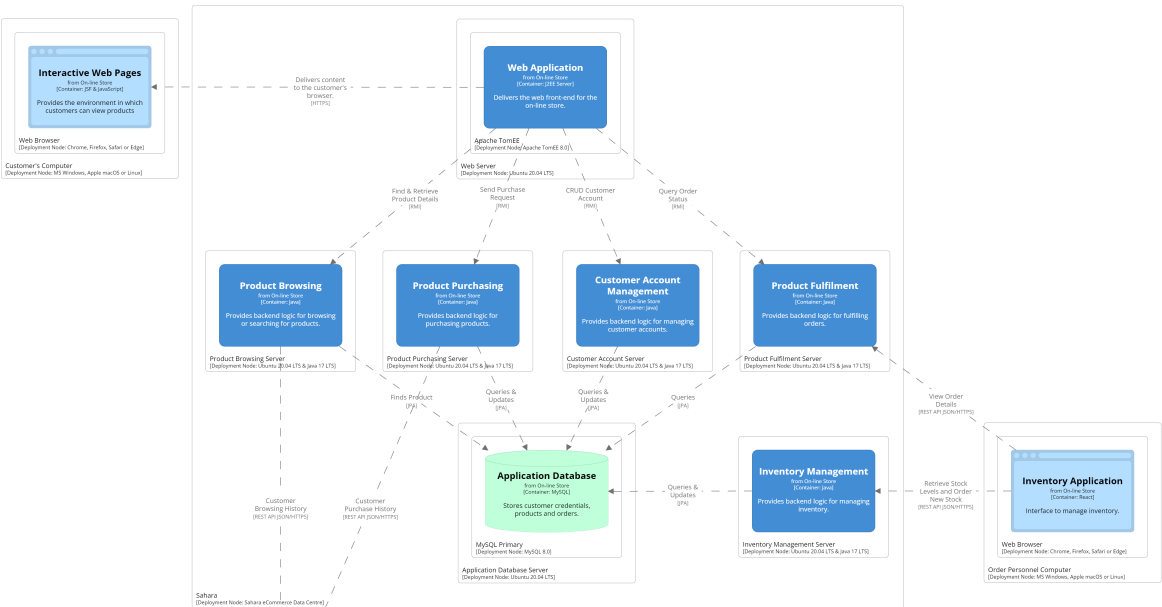 Interactive Web Pages
from On-line Store
[Container: JSF & JavaScript]
Provides the environment in which
customers can view products
Web Browser
[Deployment Node: Chrome, Firefox, Safari or Edge]
Customer's Computer
[Deployment Node: MS Windows, Apple macOS or Linux]
Delivers content
to the customer's
browser.
[HTTPS]
Web Application
from On-line Store
[Container: J2EE Server]
Delivers the web front-end for the
on-line store.
Apache TomEE
[Deployment Node: Apache TomEE 8.0]
Web Server
[Deployment Node: Ubuntu 20.04 LTS]
Find & Retrieve
Product Details
[RMI]
Send Purchase
Request
[RMI]
CRUD Customer
Account
[RMI]
Query Order
Status
[RMI]
Product Browsing
from On-line Store
[Container: Java]
Provides backend logic for browsing
or searching for products.
Product Browsing Server
[Deployment Node: Ubuntu 20.04 LTS & Java 17 LTS]
Product Purchasing
from On-line Store
[Container: Java]
Provides backend logic for
purchasing products.
Product Purchasing Server
[Deployment Node: Ubuntu 20.04 LTS & Java 17 LTS]
Customer Account
Management
from On-line Store
[Container: Java]
Provides backend logic for managing
customer accounts.
Customer Account Server
[Deployment Node: Ubuntu 20.04 LTS & Java 17 LTS]
Product Fulfilment
from On-line Store
[Container: Java]
Provides backend logic for fulfilling
orders.
Product Fulfilment Server
[Deployment Node: Ubuntu 20.04 LTS & Java 17 LTS]
Finds Product
[JPA]
Queries &
Updates
[JPA]
Queries &
Updates
[JPA]
Queries
[JPA]
View Order
Details
[REST API JSON/HTTPS]
Customer
Browsing History
[REST API JSON/HTTPS]
Customer
Purchase History
[REST API JSON/HTTPS]
Application Database
from On-line Store
[Container: MySQL]
Stores customer credentials,
products and orders.
MySQL Primary
[Deployment Node: MySQL 8.0]
Application Database Server
[Deployment Node: Ubuntu 20.04 LTS]
Queries &
Updates
[JPA]
Inventory Management
from On-line Store
[Container: Java]
Provides backend logic for managing
inventory.
Inventory Management Server
[Deployment Node: Ubuntu 20.04 LTS & Java 17 LTS]
Retrieve Stock
Levels and Order
New Stock
[REST API JSON/HTTPS]
Inventory Application
from On-line Store
[Container: React]
Interface to manage inventory.
Web Browser
[Deployment Node: Chrome, Firefox, Safari or Edge]
Order Personnel Computer
[Deployment Node: MS Windows, Apple macOS or Linux]
Sahara
[Deployment Node: Sahara eCommerce Data Centre]